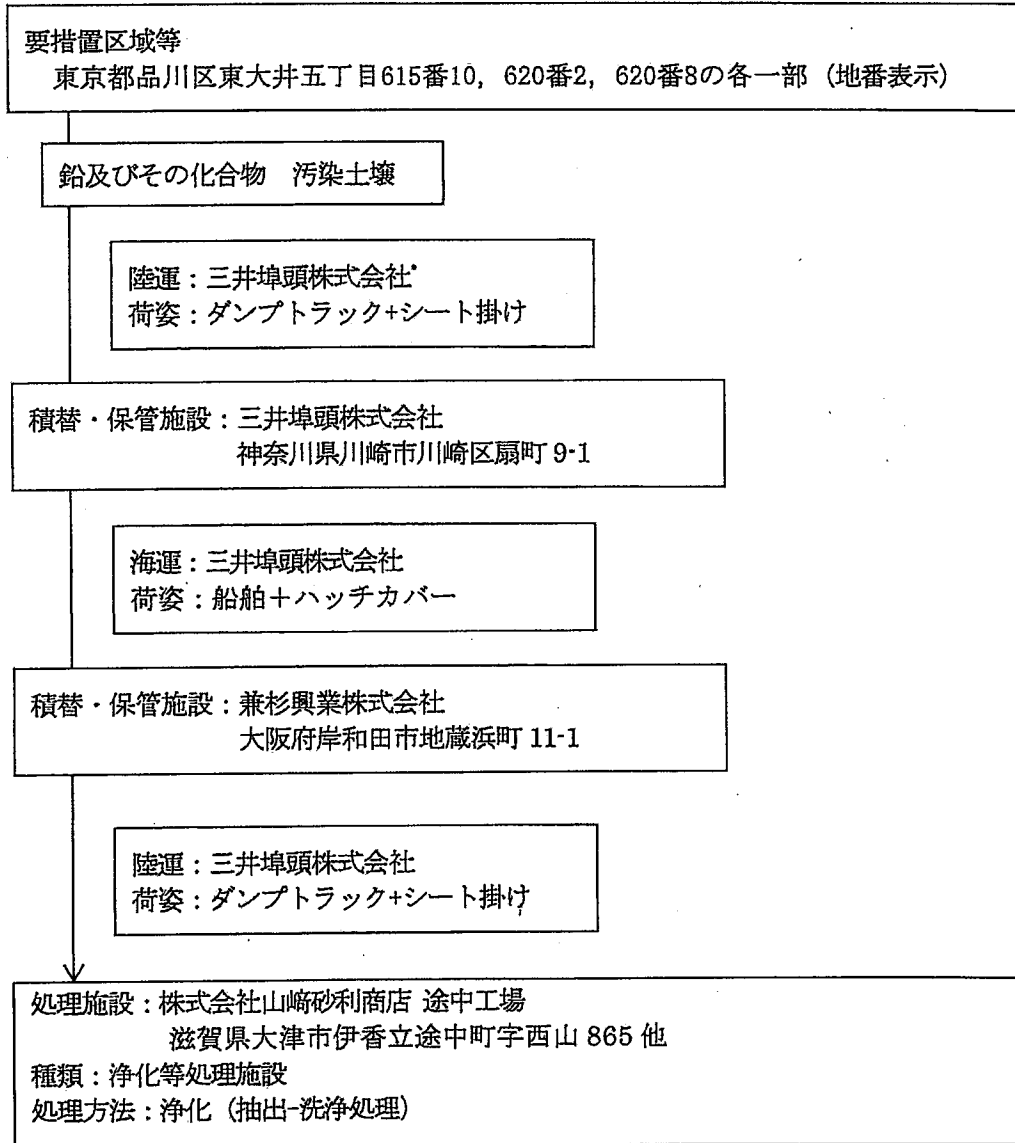 要措置区域等
東京都品川区東大井五丁目615番10, 620番2, 620番8の各一部 (地番表示)
鉛及びその化合物 汚染土壌
陸運:三井埠頭株式会社
荷姿:ダンプトラック+シート掛け
積替・保管施設:三井埠頭株式会社
神奈川県川崎市川崎区扇町 9-1
海運:三井埠頭株式会社
荷姿:船舶+ハッチカバー
積替・保管施設:兼杉興業株式会社
大阪府岸和田市地蔵浜町 11-1
陸運:三井埠頭株式会社
荷姿:ダンプトラック+シート掛け
処理施設:株式会社山﨑砂利商店 途中工場
滋賀県大津市伊香立途中町字西山 865 他
種類:浄化等処理施設
処理方法:浄化 (抽出-洗浄処理)